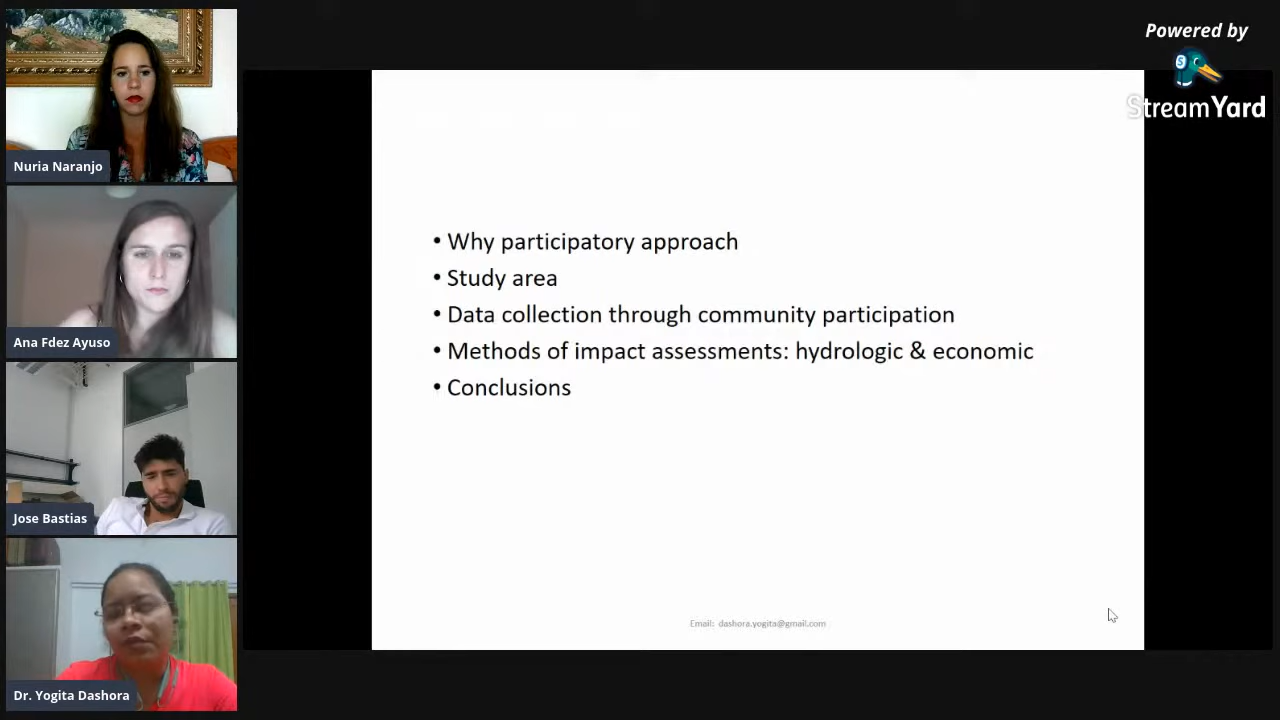 Powered by
StreamYard
Nuria Naranjo
Ana Fdez Ayuso
Jose Bastias
Dr. Yogita Dashora
• Why participatory approach
• Study area
• Data collection through community participation
• Methods of impact assessments: hydrologic & economic
• Conclusions
Email: dashora.yogita@gmail.com